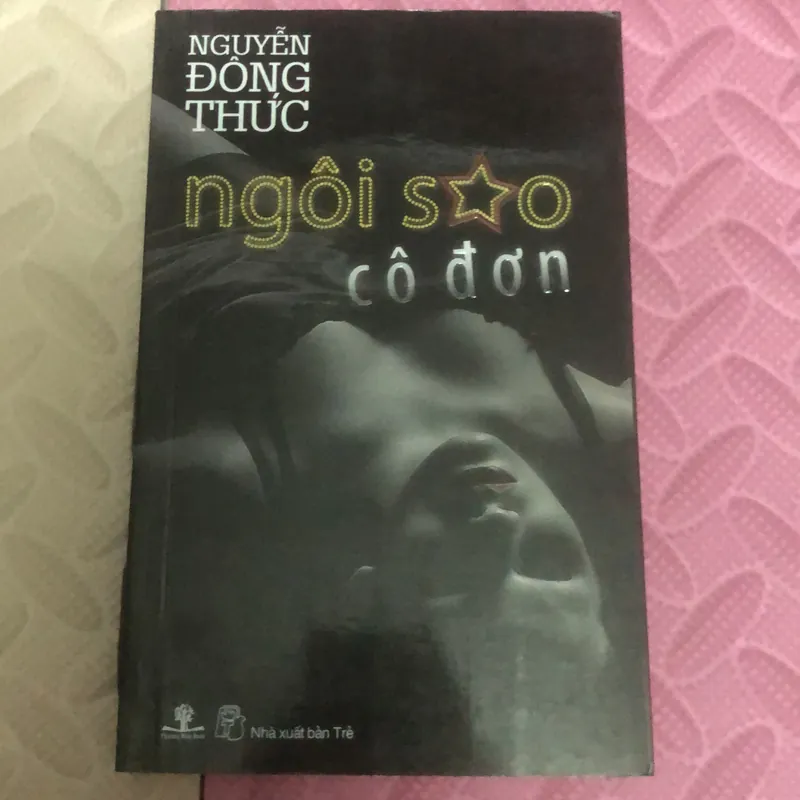 NGUYỄN
ĐÔNG
THỨC
ngôi sao
cô đơn
Nhà xuất bản Trẻ